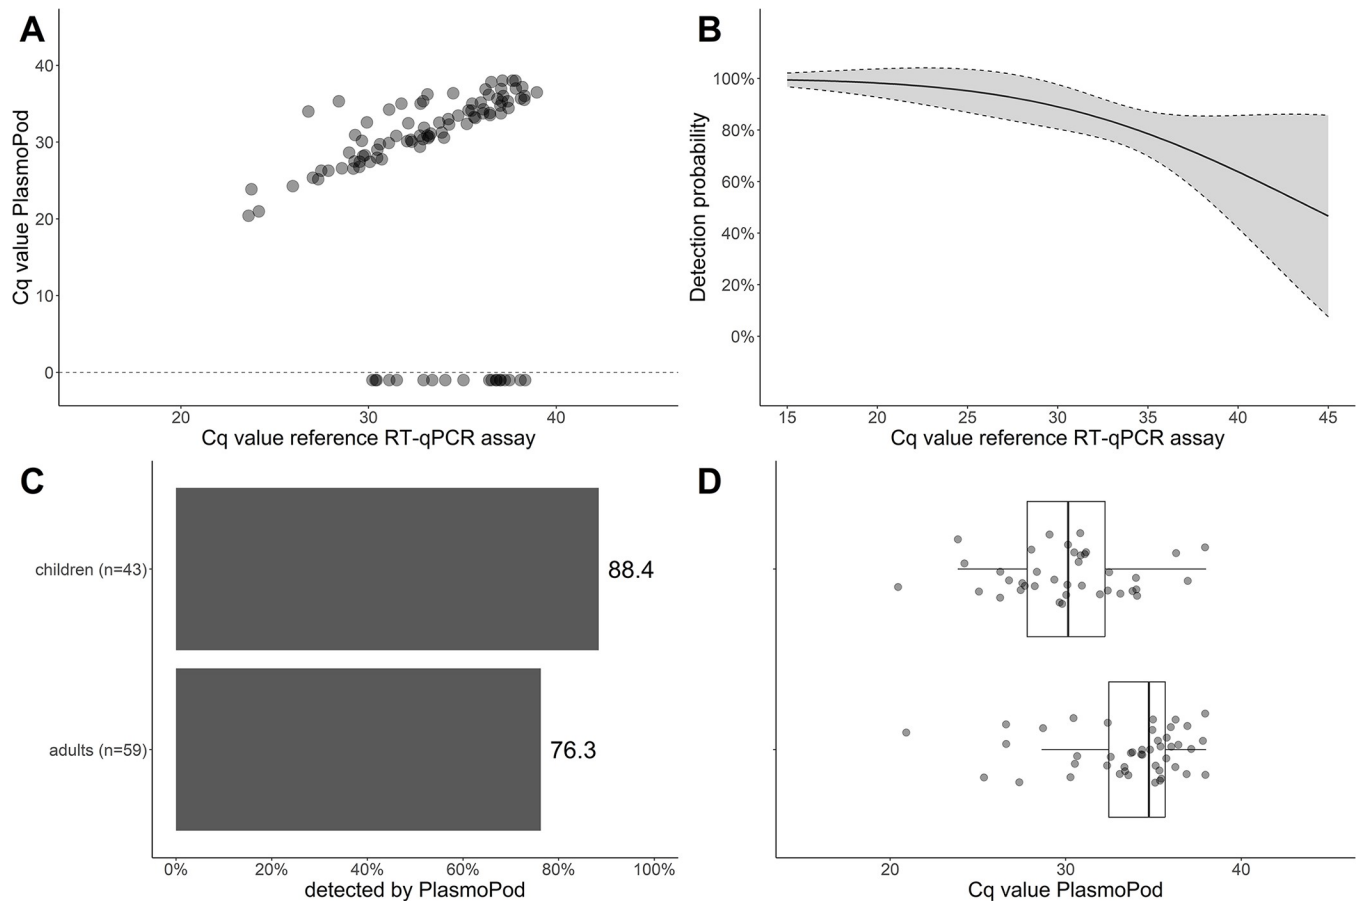 A
Cq value PlasmoPod
40
30
20
10
0
20 30 40
Cq value reference RT-qPCR assay
B
Detection probability
100%
80%
60%
40%
20%
0%
15 20 25 30 35 40 45
Cq value reference RT-qPCR assay
C
children (n=43) 88.4
adults (n=59) 76.3
0% 20% 40% 60% 80% 100%
detected by PlasmoPod
D
20 30 40
Cq value PlasmoPod